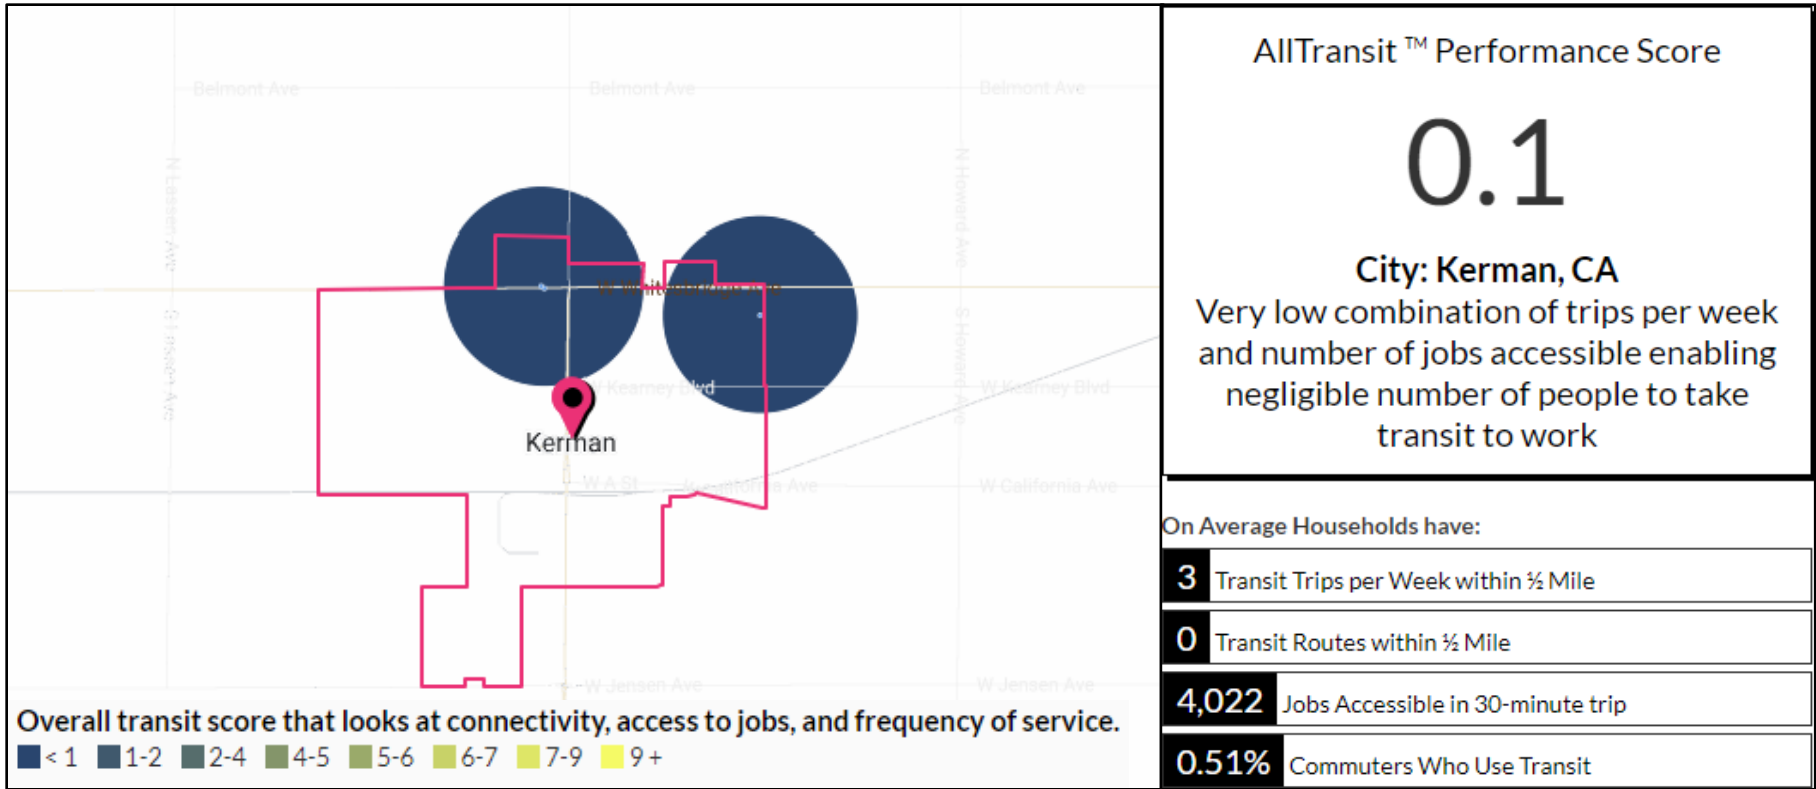 Belmont Ave
Belmont Ave
Belmont Ave
N Lassen Ave
N Howard Ave
S Lassen Ave
S Howard Ave
W Kearney Blvd
W Kearney Blvd
Kerman
W A St
California Ave
W California Ave
W Jensen Ave
W Jensen Ave
Overall transit score that looks at connectivity, access to jobs, and frequency of service.
< 1 1-2 2-4 4-5 5-6 6-7 7-9 9 +
AllTransit ™ Performance Score
0.1
City: Kerman, CA
Very low combination of trips per week
and number of jobs accessible enabling
negligible number of people to take
transit to work
On Average Households have:
3 Transit Trips per Week within ½ Mile
0 Transit Routes within ½ Mile
4,022 Jobs Accessible in 30-minute trip
0.51% Commuters Who Use Transit